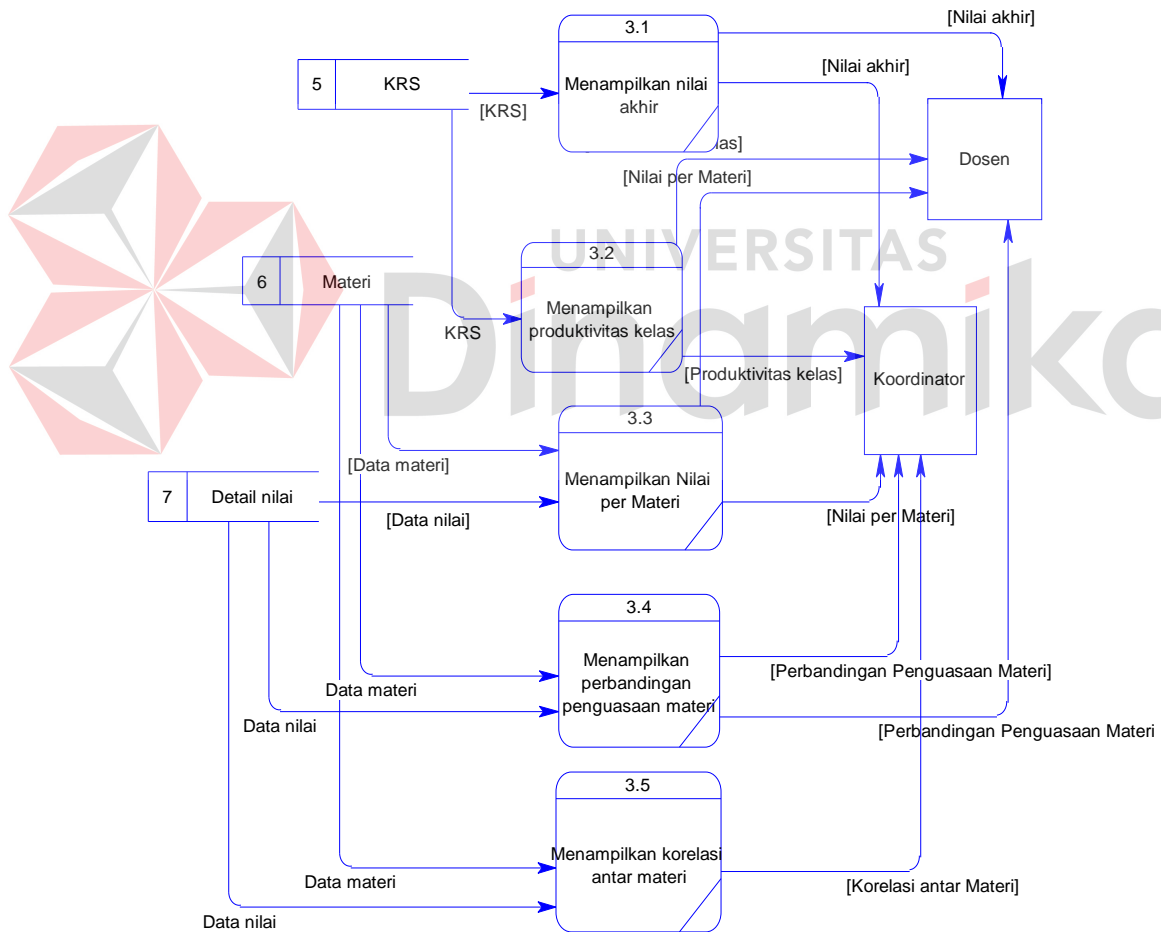 [Nilai akhir]
3.1
Menampilkan nilai
akhir
[Nilai akhir]
5
KRS
[KRS]
Dosen
las]
[Nilai per Materi]
UNIVERSITAS
Dinamika
3.2
Menampilkan
produktivitas kelas
6
Materi
KRS
[Produktivitas kelas]
Koordinator
3.3
Menampilkan Nilai
per Materi
[Data materi]
7
Detail nilai
[Data nilai]
[Nilai per Materi]
3.4
Menampilkan
perbandingan
penguasaan materi
[Perbandingan Penguasaan Materi]
Data materi
Data nilai
[Perbandingan Penguasaan Materi
3.5
Menampilkan korelasi
antar materi
Data materi
[Korelasi antar Materi]
Data nilai